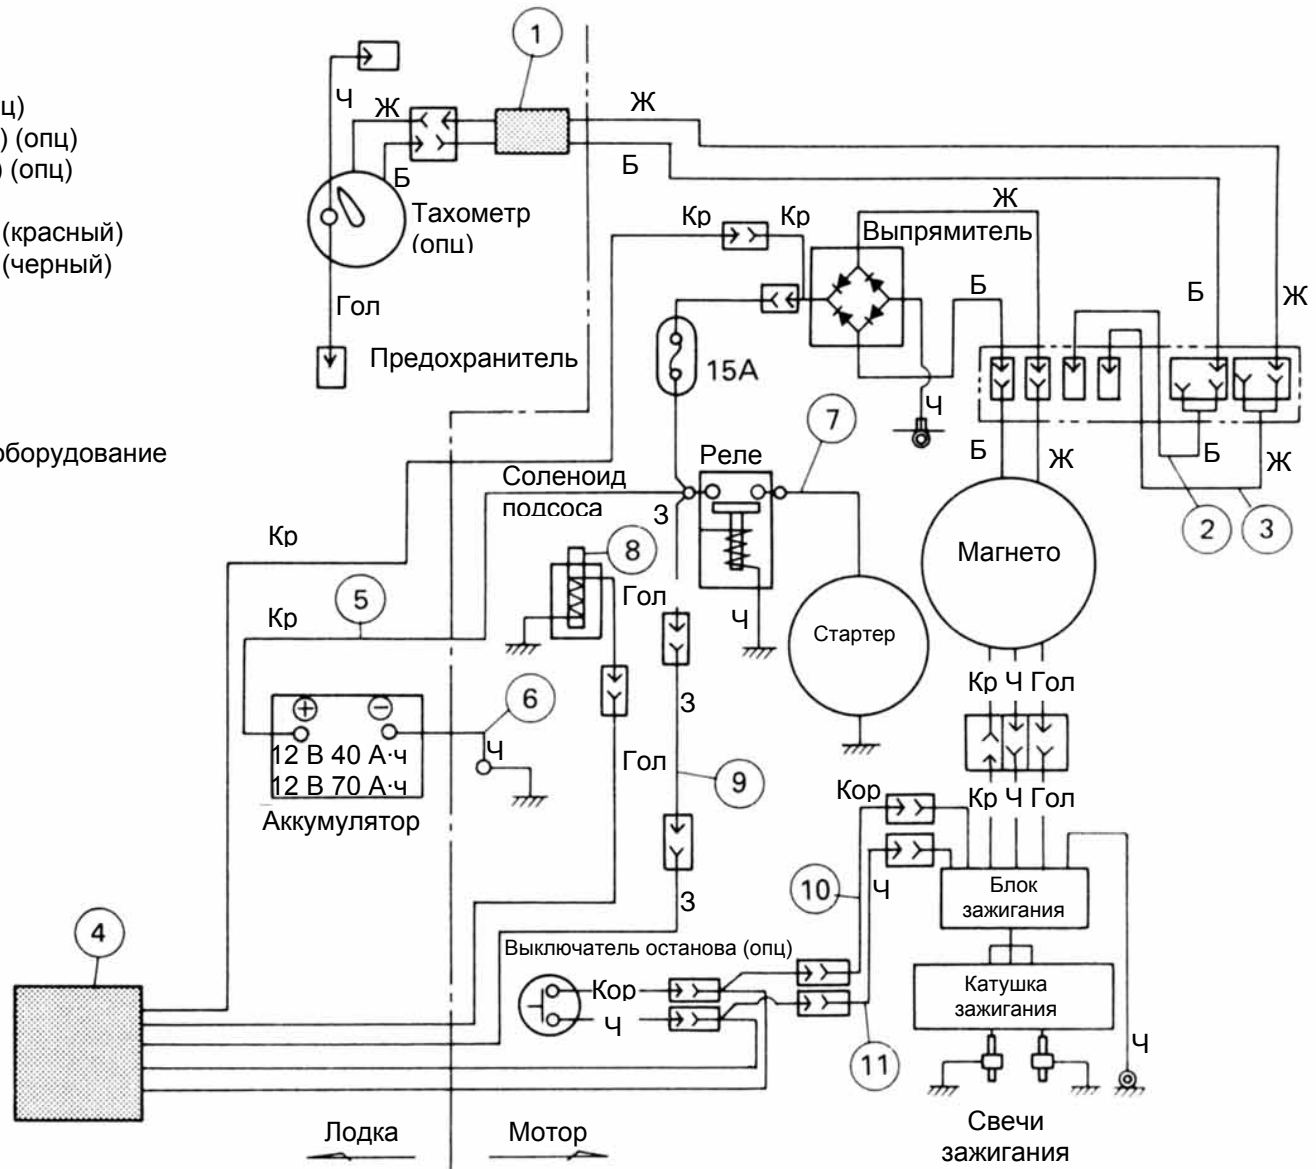 1
Ч
Ж
Ж
ц)
) (опц)
) (опц)
Б
Б
Тахометр
(опц)
Кр
Кр
Ж
Выпрямитель
(красный)
(черный)
Гол
Б
Б
Ж
Предохранитель
15A
Ч
7
оборудование
Соленоид
подсоса
Реле
З
Б
Ж
Б
Ж
2
3
Кр
8
Магнето
5
Кр
Гол
Ч
Стартер
+
−
6
Ч
12 В 40 А·ч
12 В 70 А·ч
Аккумулятор
З
Гол
9
Кр
Ч
Гол
Кр
Ч
Гол
Кор
10
Ч
З
Блок
зажигания
4
Выключатель останова (опц)
Кор
Ч
Катушка
зажигания
11
Ч
Лодка
Мотор
Свечи
зажигания